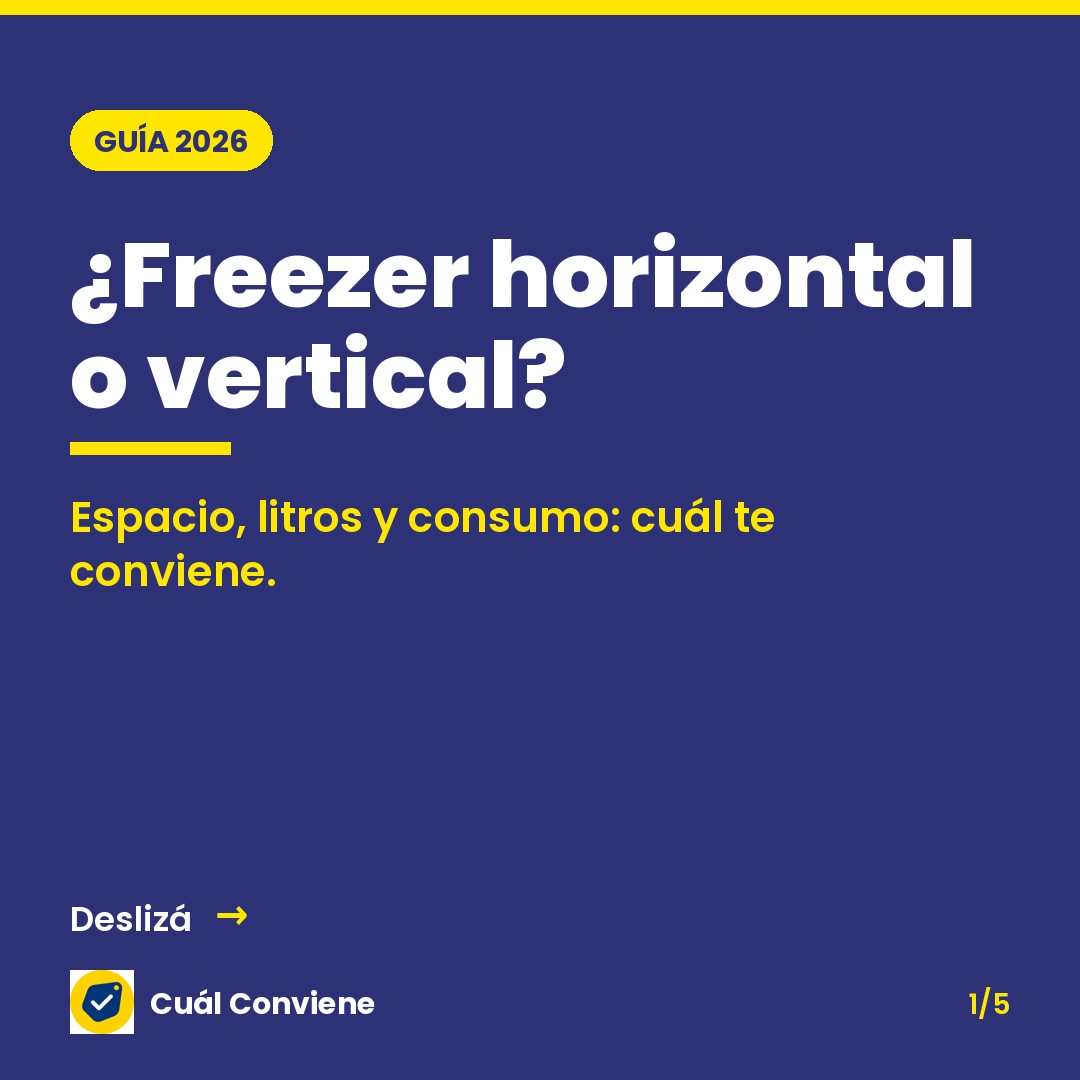 GUÍA 2026
¿Freezer horizontal
o vertical?
Espacio, litros y consumo: cuál te
conviene.
Deslizá →
Cuál Conviene
1/5